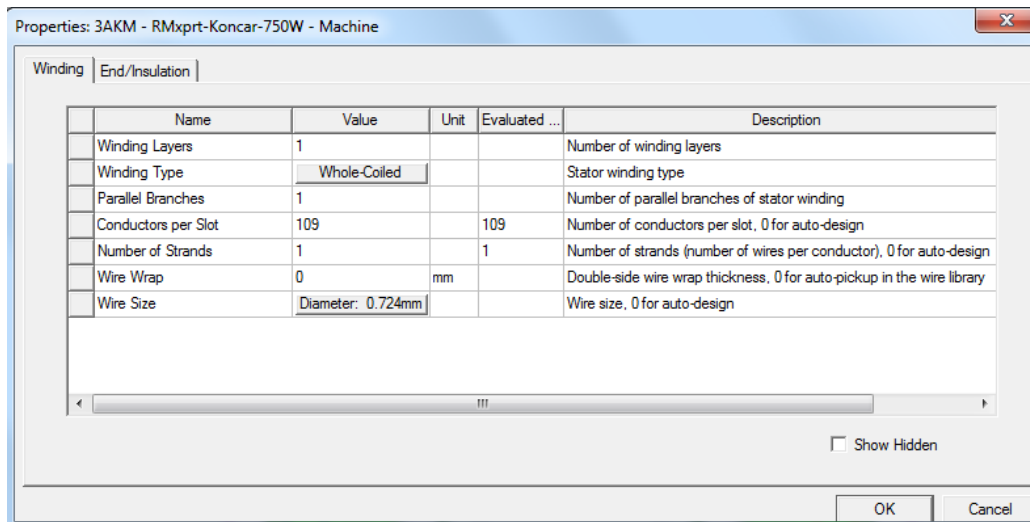 Properties: 3AKM - RMxprt-Koncar-750W - Machine
x
Winding End/Insulation
Name Value Unit Evaluated ... Description
Winding Layers 1 Number of winding layers
Winding Type Whole-Coiled Stator winding type
Parallel Branches 1 Number of parallel branches of stator winding
Conductors per Slot 109 109 Number of conductors per slot, 0 for auto-design
Number of Strands 1 1 Number of strands (number of wires per conductor), 0 for auto-design
Wire Wrap 0 mm Double-side wire wrap thickness, 0 for auto-pickup in the wire library
Wire Size Diameter: 0.724mm Wire size, 0 for auto-design
Show Hidden
OK Cancel